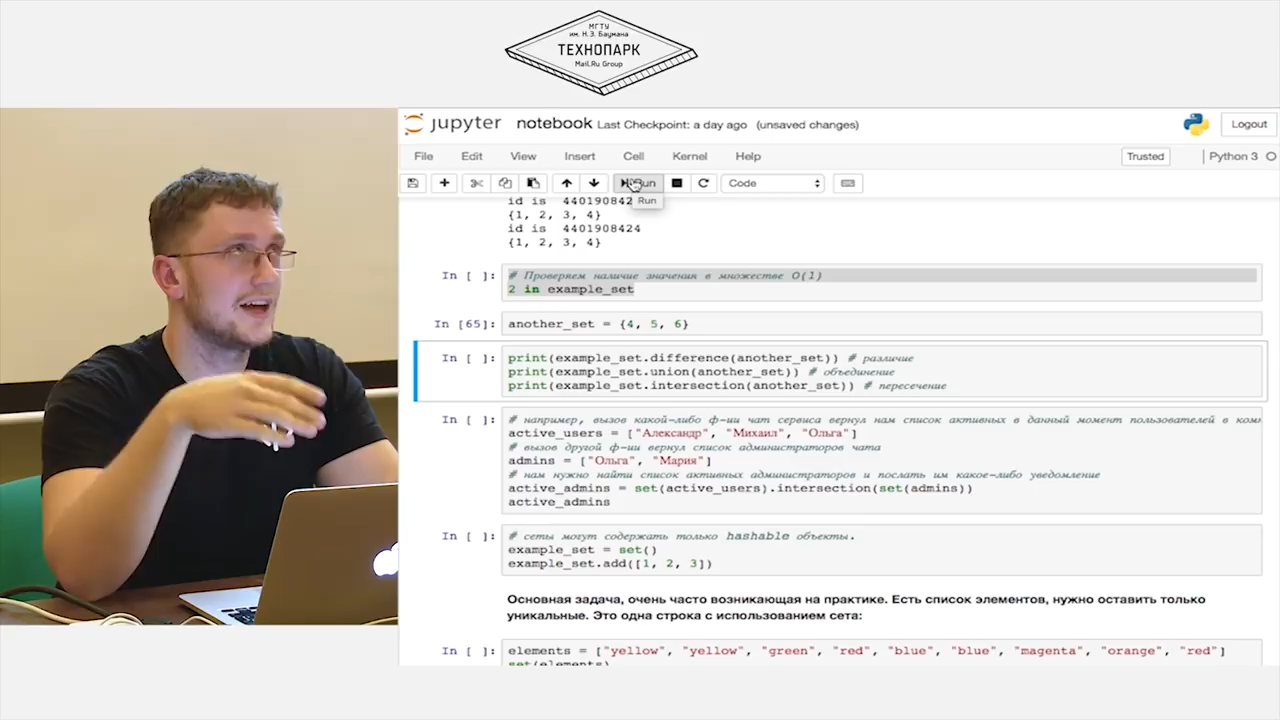 МГТУ
им. Н.Э. Баумана
ТЕХНОПАРК
Mail.Ru Group
jupyter notebook Last Checkpoint: a day ago (unsaved changes)
Logout
File Edit View Insert Cell Kernel Help
Trusted
Python 3
Run
Code
Run
id is 4401908424
{1, 2, 3, 4}
id is 4401908424
{1, 2, 3, 4}
In [ ]: # Проверяем наличие значения в множестве O(1)
2 in example_set
In [65]: another_set = {4, 5, 6}
In [ ]: print(example_set.difference(another_set)) # различие
print(example_set.union(another_set)) # объединение
print(example_set.intersection(another_set)) # пересечение
In [ ]: # например, вызов какой-либо ф-ии чат сервиса вернул нам список активных в данный момент пользователей в ком
active_users = ["Александр", "Михаил", "Ольга"]
# вызов другой ф-ии вернул список администраторов чата
admins = ["Ольга", "Мария"]
# нам нужно найти список активных администраторов и послать им какое-либо уведомление
active_admins = set(active_users).intersection(set(admins))
active_admins
In [ ]: # сеты могут содержать только hashable объекты.
example_set = set()
example_set.add([1, 2, 3])
Основная задача, очень часто возникающая на практике. Есть список элементов, нужно оставить только
уникальные. Это одна строка с использованием сета:
In [ ]: elements = ["yellow", "yellow", "green", "red", "blue", "blue", "magenta", "orange", "red"]
set(elements)